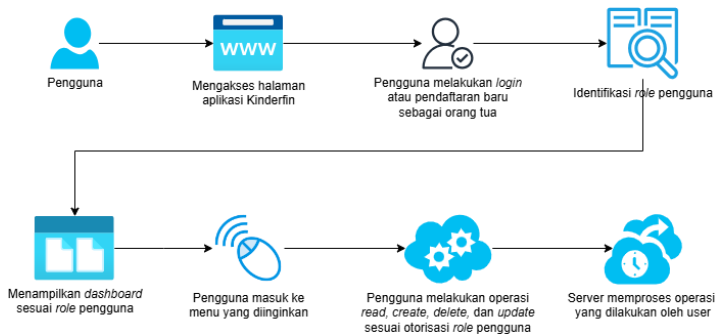 www
Pengguna
Mengakses halaman
aplikasi Kinderfin
Pengguna melakukan login
atau pendaftaran baru
sebagai orang tua
Identifikasi role pengguna
Menampilkan dashboard
sesuai role pengguna
Pengguna masuk ke
menu yang diinginkan
Pengguna melakukan operasi
read, create, delete, dan update
sesuai otorisasi role pengguna
Server memproses operasi
yang dilakukan oleh user